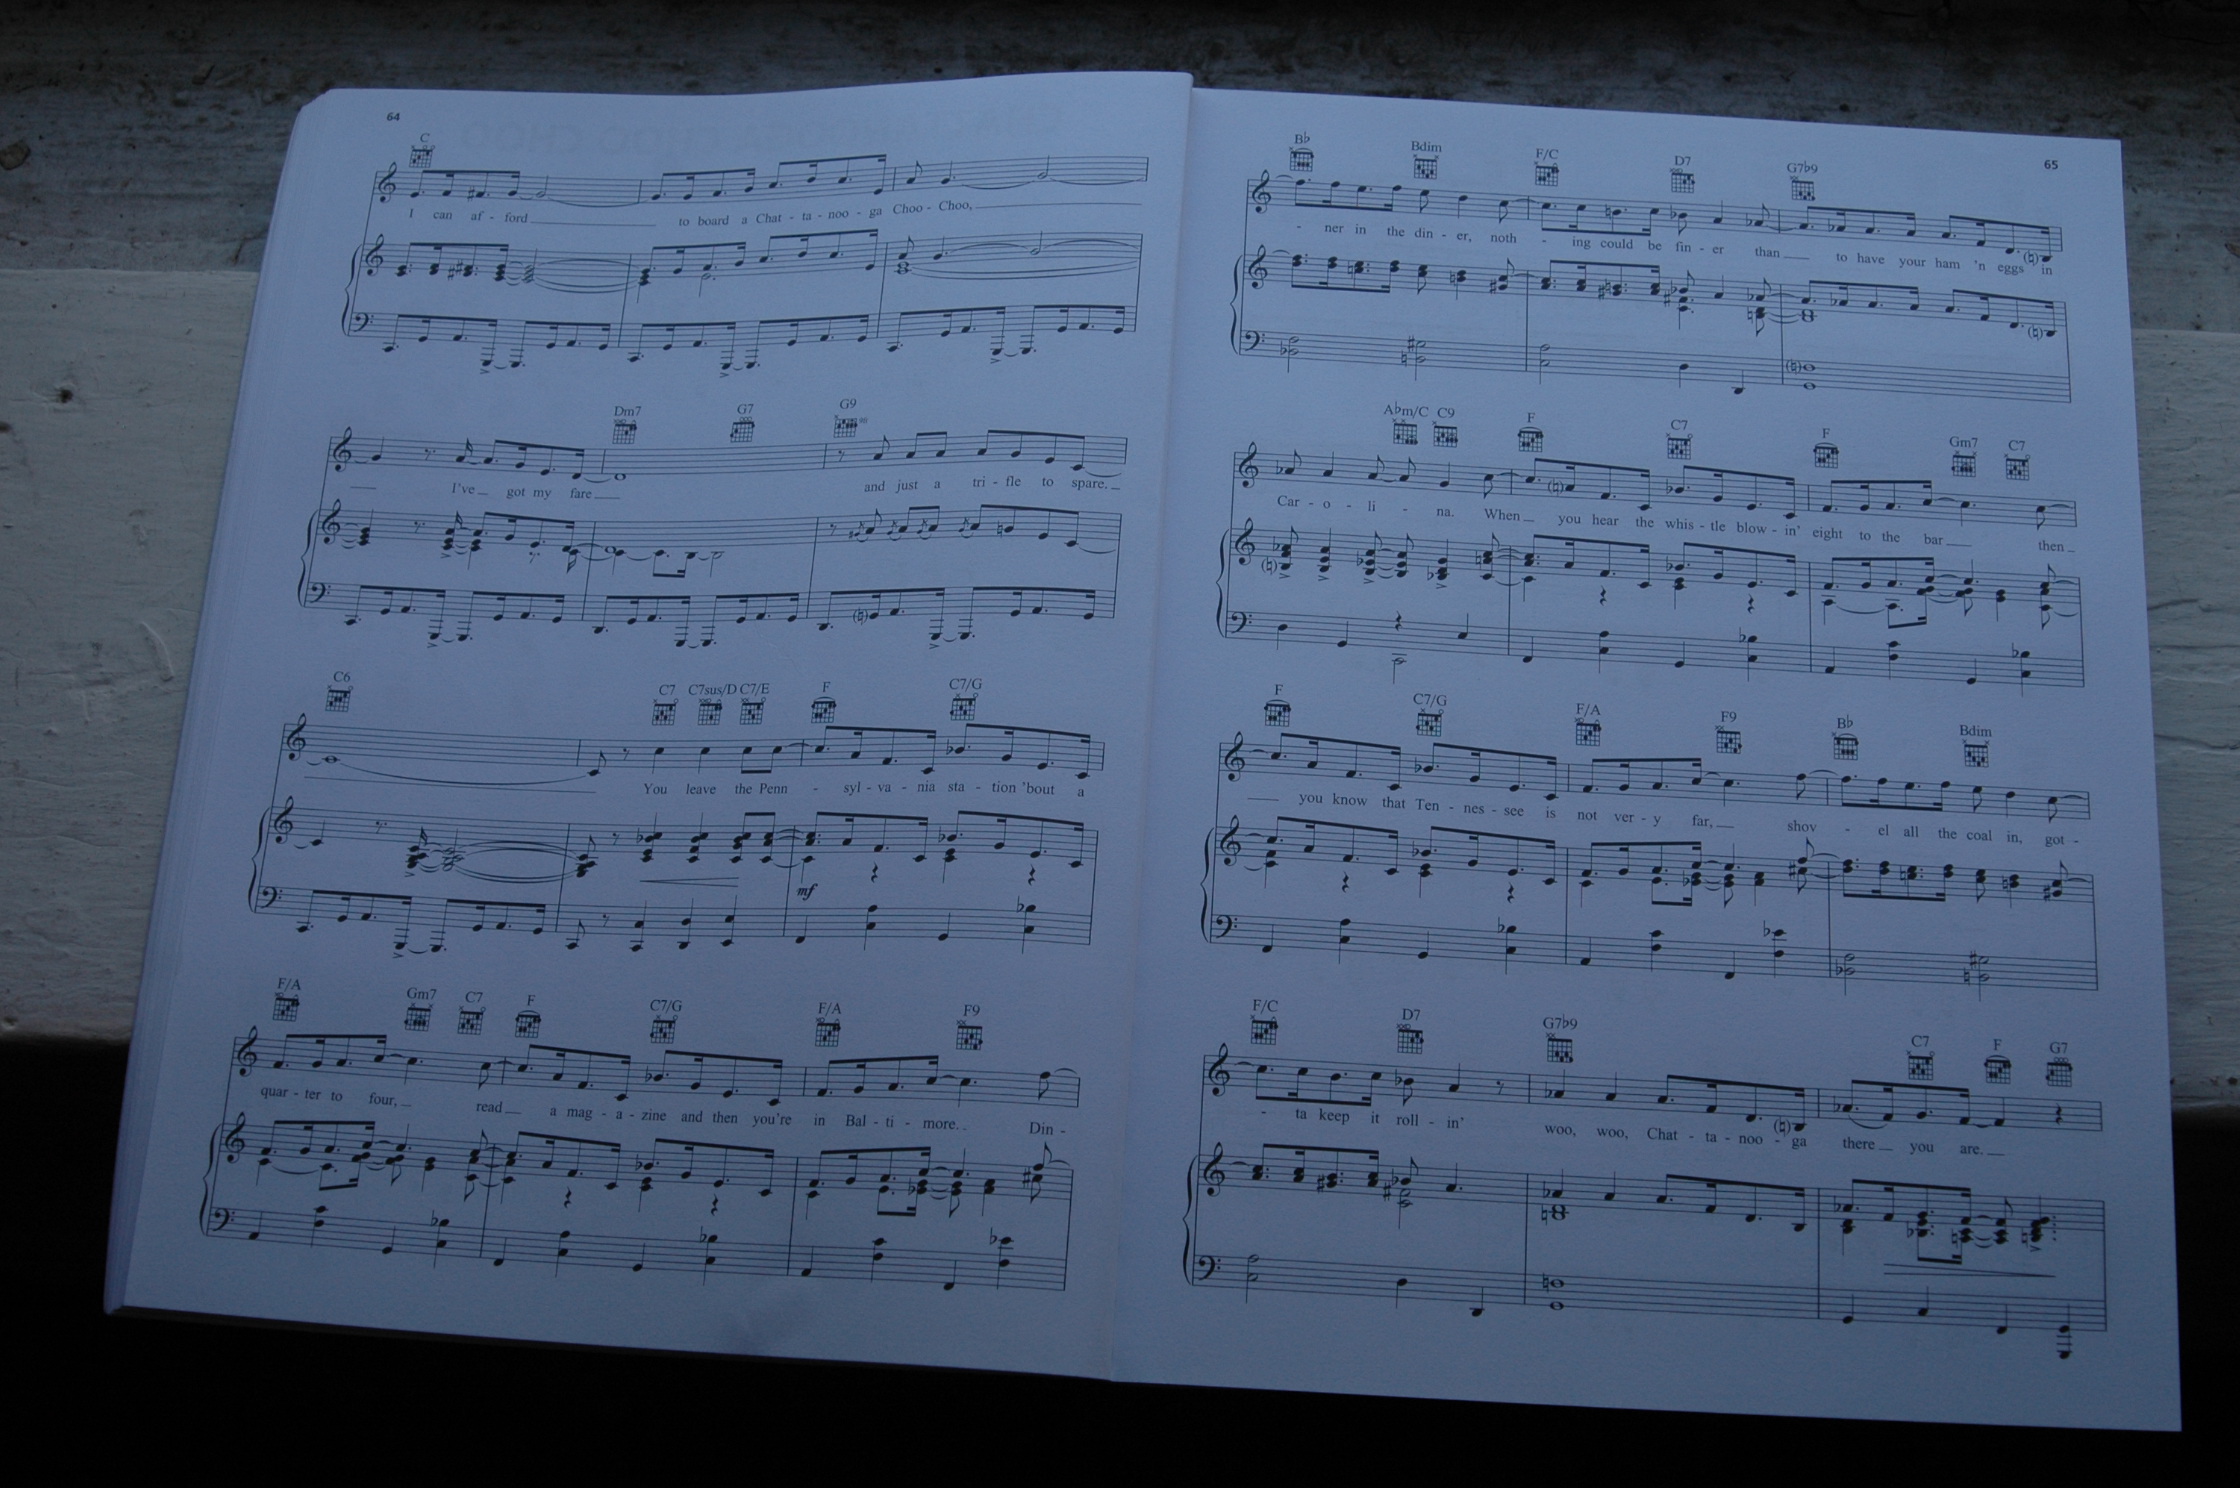 64
C
I can af - ford to board a Chat - ta - noo - ga Choo - Choo,
Dm7 G7 G9
I've got my fare and just a tri - fle to spare.
C6 C7 C7sus/D C7/E F C7/G
You leave the Penn - syl - va - nia sta - tion 'bout a
mf
F/A Gm7 C7 F C7/G F/A F9
quar - ter to four, read a mag - a - zine and then you're in Bal - ti - more. Din -
65
B♭ Bdim F/C D7 G7♭9
- ner in the din - er, noth - ing could be fin - er than to have your ham 'n eggs in
A♭m/C C9 F C7 F Gm7 C7
Car - o - li - na. When you hear the whis - tle blow - in' eight to the bar then
F C7/G F/A F9 B♭ Bdim
you know that Ten - nes - see is not ver - y far, shov - el all the coal in, got -
F/C D7 G7♭9 C7 F G7
- ta keep it roll - in' woo, woo, Chat - ta - noo - ga there you are.